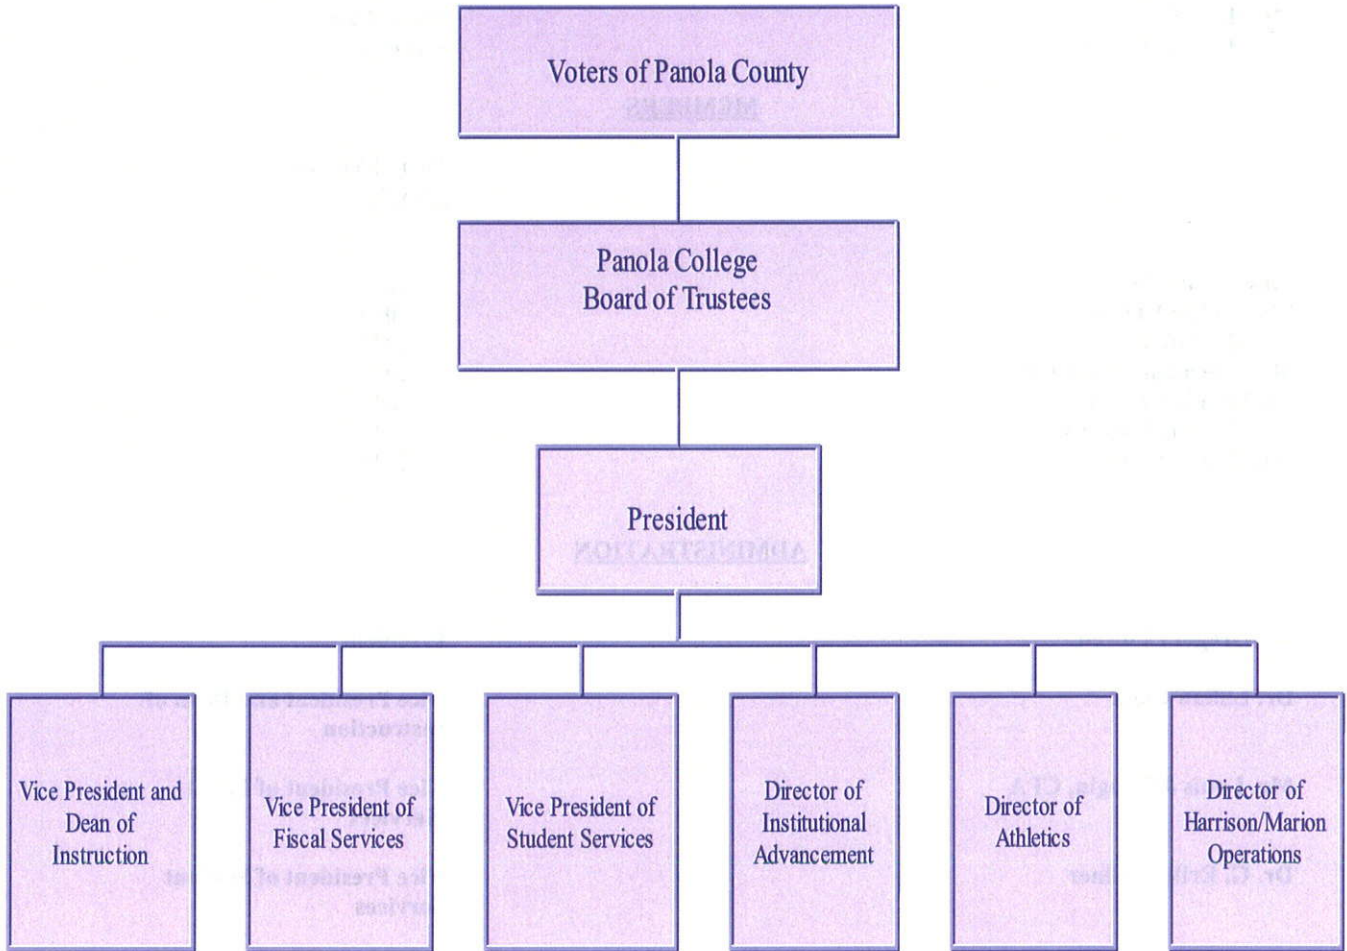 Voters of Panola County
MEMBERS
Panola College
Board of Trustees
President
ADMINISTRATION
Vice President and
Dean of
Instruction
Vice President of
Fiscal Services
Vice President of
Student Services
Director of
Institutional
Advancement
Director of
Athletics
Director of
Harrison/Marion
Operations